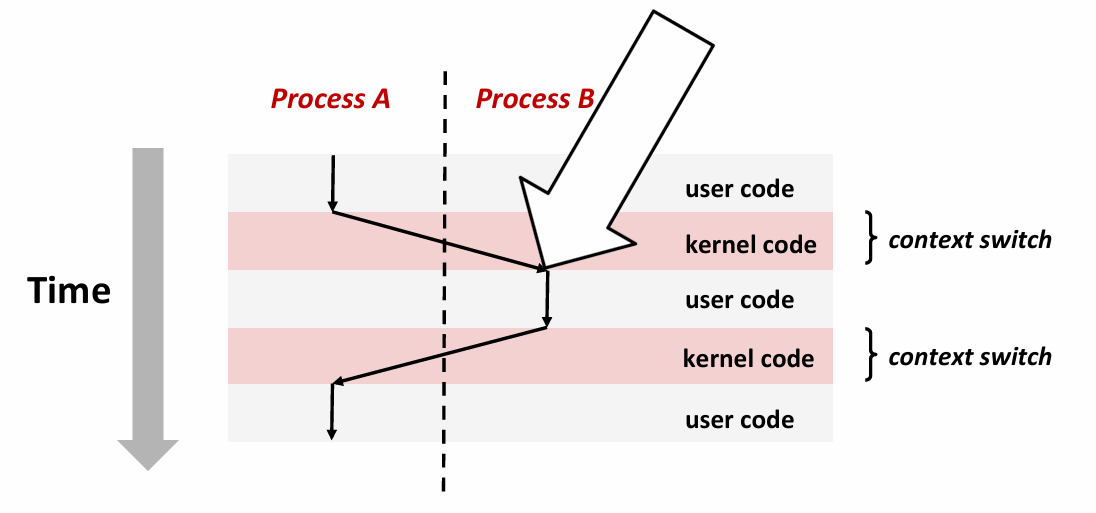 Process A
Process B
user code
kernel code
context switch
Time
user code
kernel code
context switch
user code